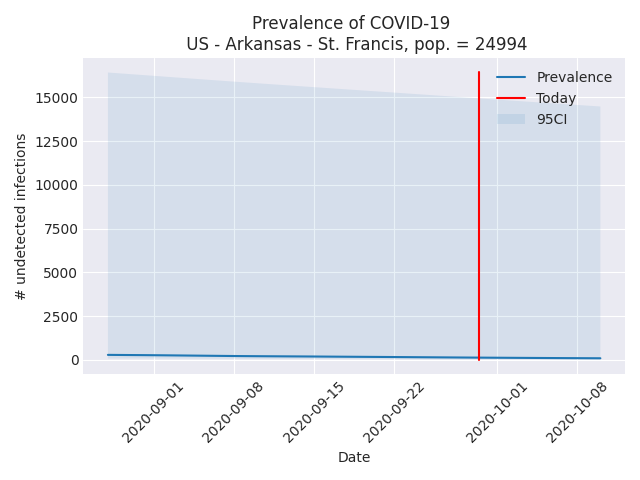 Prevalence of COVID-19
US - Arkansas - St. Francis, pop. = 24994
Prevalence
Today
95CI
# undetected infections
15000
12500
10000
7500
5000
2500
0
2020-09-01
2020-09-08
2020-09-15
2020-09-22
2020-10-01
2020-10-08
Date